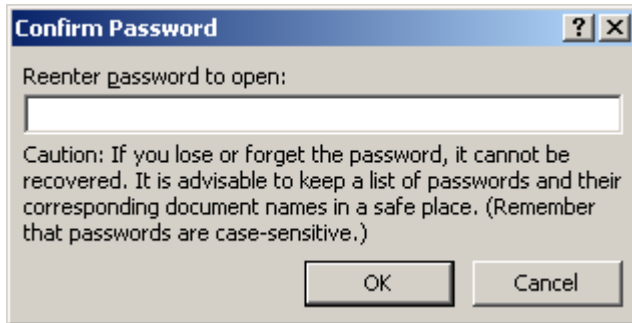 Confirm Password
Reenter password to open:
Caution: If you lose or forget the password, it cannot be
recovered. It is advisable to keep a list of passwords and their
corresponding document names in a safe place. (Remember
that passwords are case-sensitive.)
OK Cancel